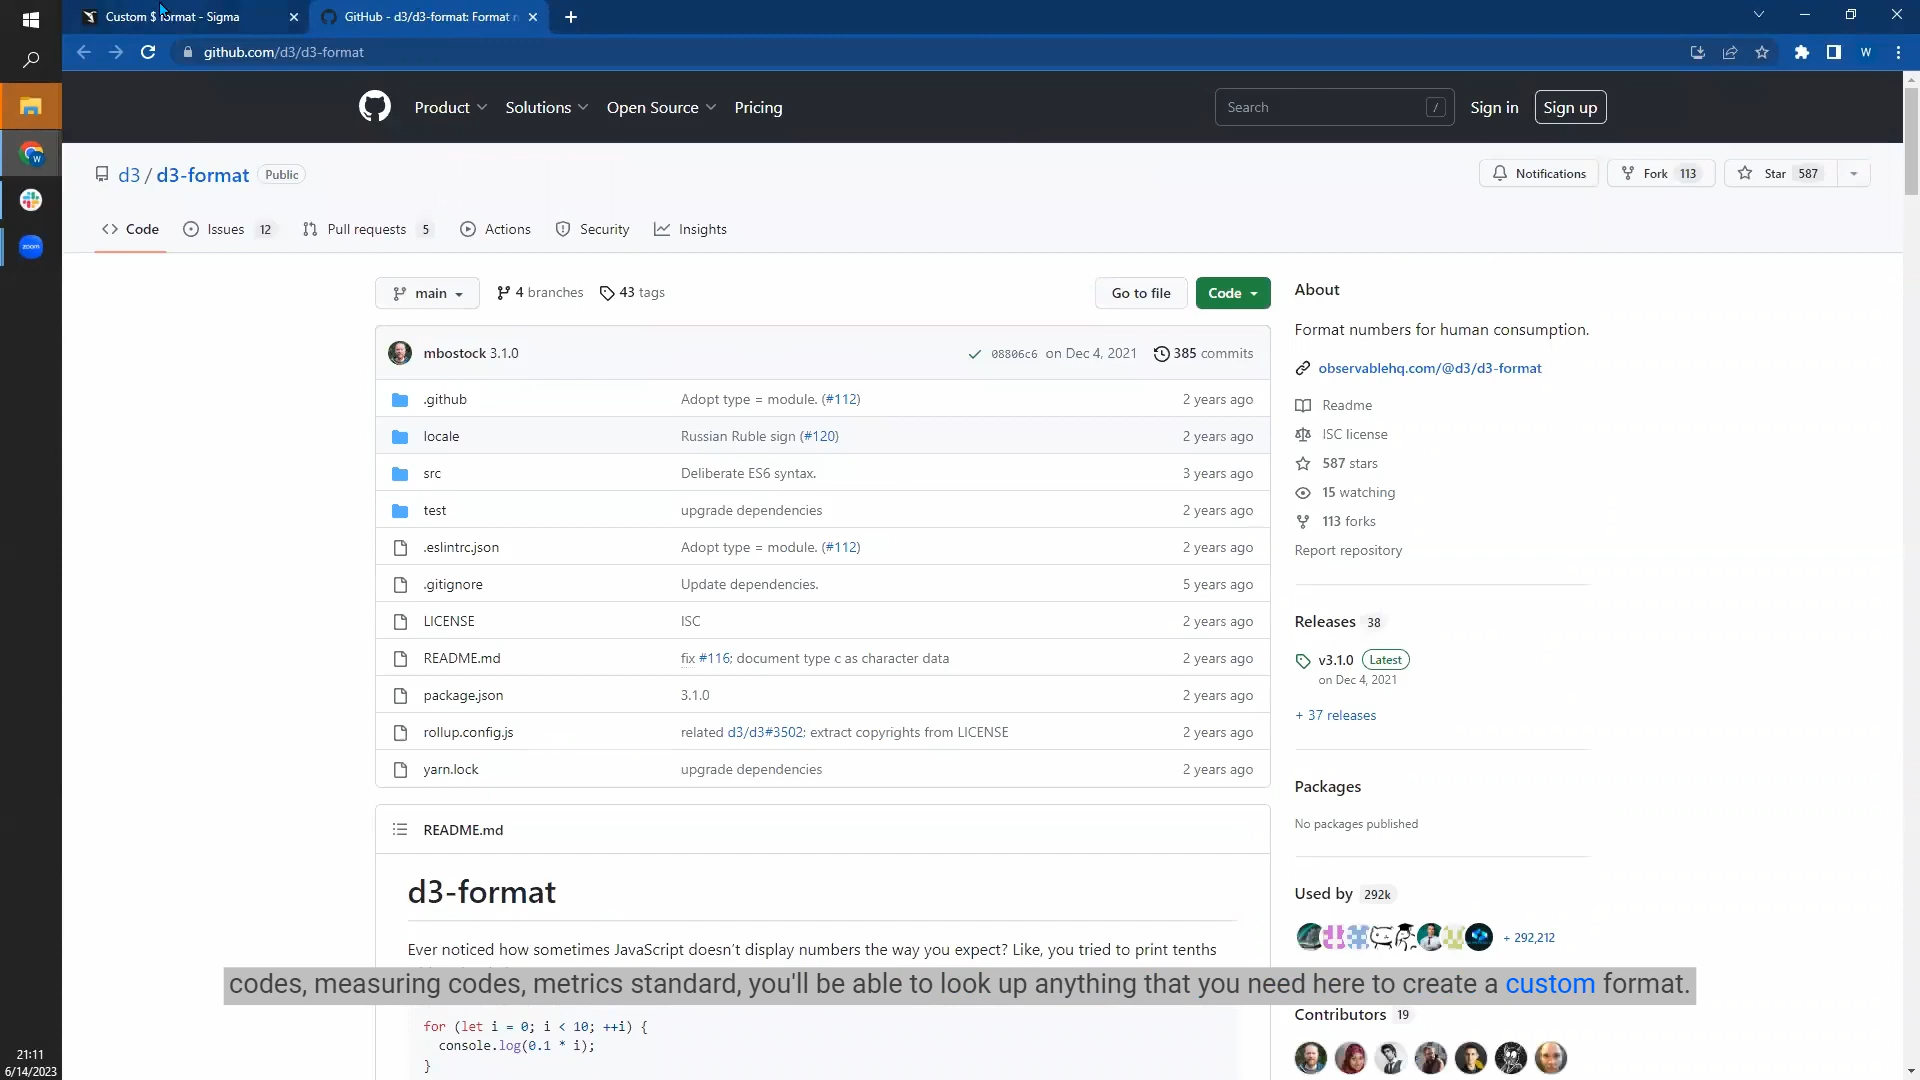 Custom $ format - Sigma
GitHub - d3/d3-format: Format n
github.com/d3/d3-format
W
Product
Solutions
Open Source
Pricing
Search
/
Sign in
Sign up
d3 / d3-format
Public
Notifications
Fork 113
Star 587
Code
Issues 12
Pull requests 5
Actions
Security
Insights
main
4 branches
43 tags
Go to file
Code
mbostock 3.1.0
08806c6 on Dec 4, 2021
385 commits
.github
Adopt type = module. (#112)
2 years ago
locale
Russian Ruble sign (#120)
2 years ago
src
Deliberate ES6 syntax.
3 years ago
test
upgrade dependencies
2 years ago
.eslintrc.json
Adopt type = module. (#112)
2 years ago
.gitignore
Update dependencies.
5 years ago
LICENSE
ISC
2 years ago
README.md
fix #116; document type c as character data
2 years ago
package.json
3.1.0
2 years ago
rollup.config.js
related d3/d3#3502; extract copyrights from LICENSE
2 years ago
yarn.lock
upgrade dependencies
2 years ago
README.md
d3-format
Ever noticed how sometimes JavaScript doesn't display numbers the way you expect? Like, you tried to print tenths
codes, measuring codes, metrics standard, you'll be able to look up anything that you need here to create a custom format.
for (let i = 0; i < 10; ++i) {
console.log(0.1 * i);
}
About
Format numbers for human consumption.
observablehq.com/@d3/d3-format
Readme
ISC license
587 stars
15 watching
113 forks
Report repository
Releases 38
v3.1.0 Latest
on Dec 4, 2021
+ 37 releases
Packages
No packages published
Used by 292k
+ 292,212
Contributors 19
W
zoom
21:11
6/14/2023